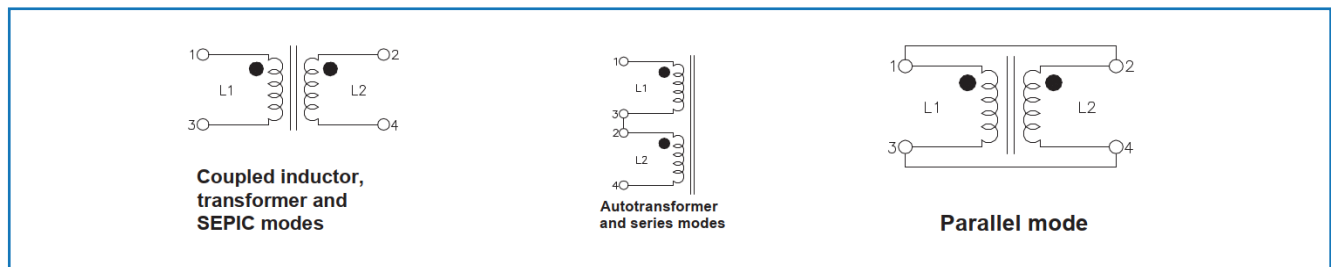 1
2
L1
L2
3
4
Coupled inductor,
transformer and
SEPIC modes
1
L1
3
2
L2
4
Autotransformer
and series modes
1
2
L1
L2
3
4
Parallel mode